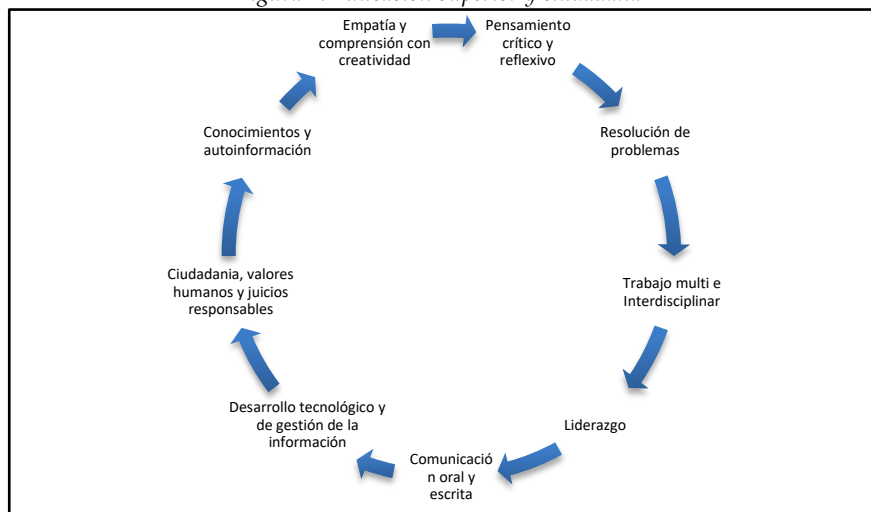 Empatía y
comprensión con
creatividad
Pensamiento
crítico y
reflexivo
Resolución de
problemas
Trabajo multi e
Interdisciplinar
Liderazgo
Comunicació
n oral y
escrita
Desarrollo tecnológico y
de gestión de la
información
Ciudadania, valores
humanos y juicios
responsables
Conocimientos y
autoinformación